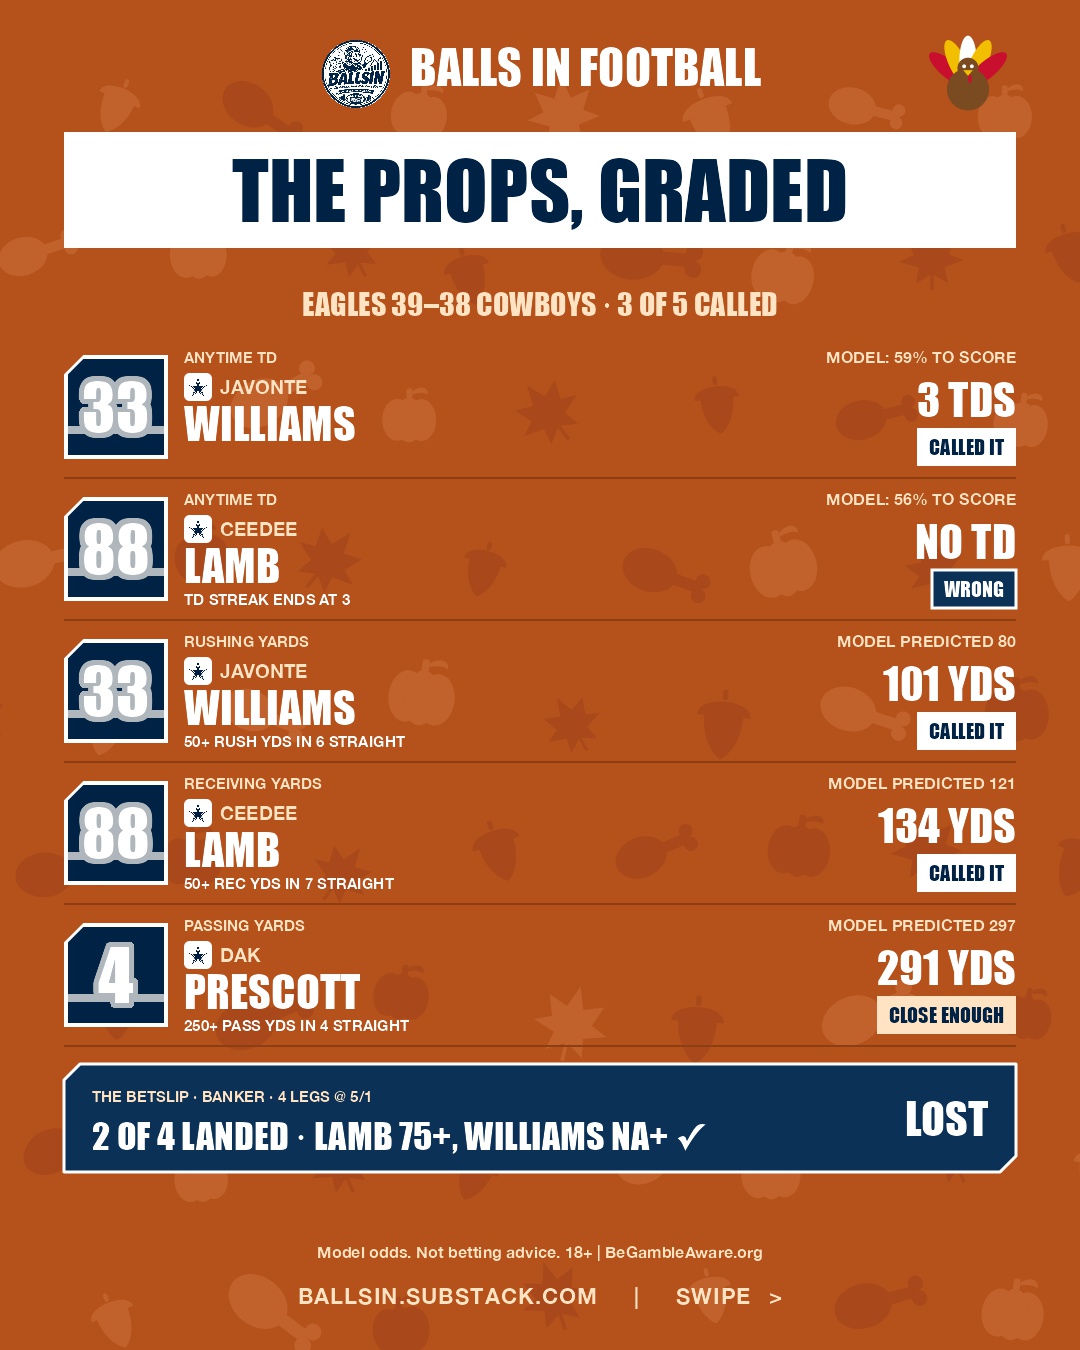 BALLSIN
BALLS IN FOOTBALL
THE PROPS, GRADED
EAGLES 39–38 COWBOYS · 3 OF 5 CALLED
33
ANYTIME TD
JAVONTE
WILLIAMS
MODEL: 59% TO SCORE
3 TDS
CALLED IT
88
ANYTIME TD
CEEDEE
LAMB
TD STREAK ENDS AT 3
MODEL: 56% TO SCORE
NO TD
WRONG
33
RUSHING YARDS
JAVONTE
WILLIAMS
50+ RUSH YDS IN 6 STRAIGHT
MODEL PREDICTED 80
101 YDS
CALLED IT
88
RECEIVING YARDS
CEEDEE
LAMB
50+ REC YDS IN 7 STRAIGHT
MODEL PREDICTED 121
134 YDS
CALLED IT
4
PASSING YARDS
DAK
PRESCOTT
250+ PASS YDS IN 4 STRAIGHT
MODEL PREDICTED 297
291 YDS
CLOSE ENOUGH
THE BETSLIP · BANKER · 4 LEGS @ 5/1
2 OF 4 LANDED · LAMB 75+, WILLIAMS NA+ ✓
LOST
Model odds. Not betting advice. 18+ | BeGambleAware.org
BALLSIN.SUBSTACK.COM | SWIPE >